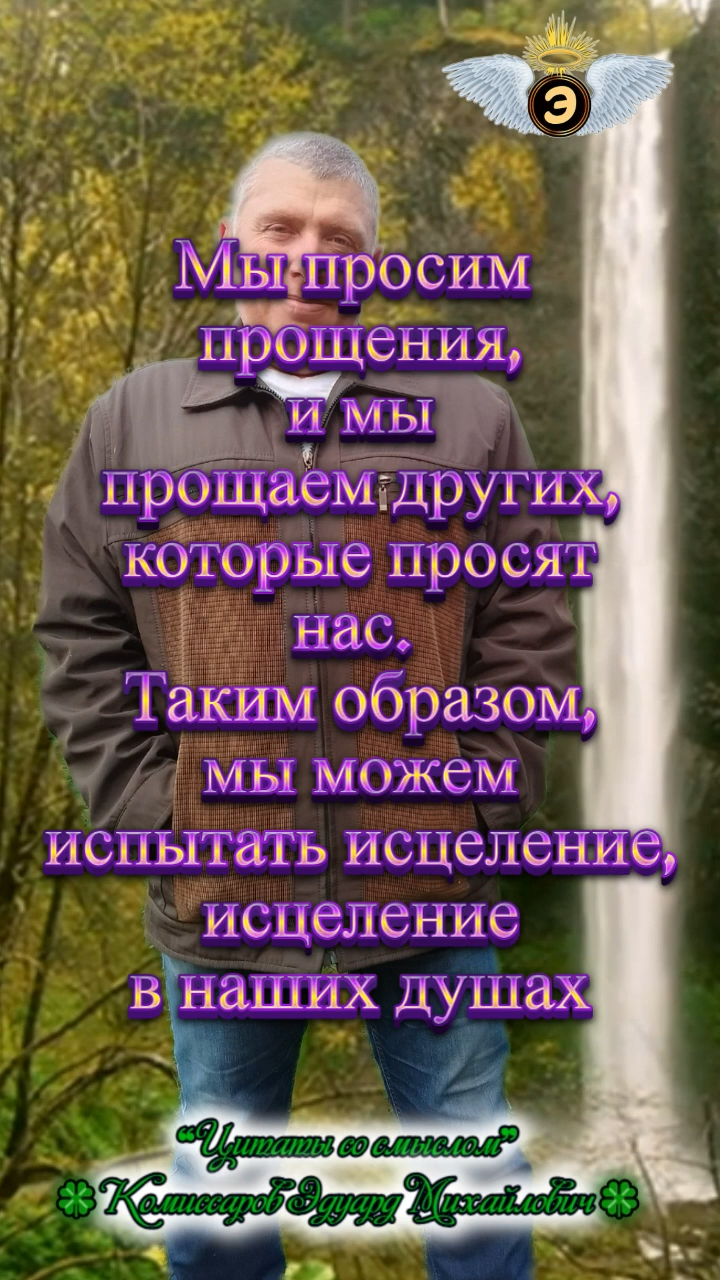 Э
Мы просим
прощения,
и мы
прощаем других,
которые просят
нас.
Таким образом,
мы можем
испытать исцеление,
исцеление
в наших душах
“Цитаты со смыслом”
Комиссаров Эдуард Михайлович